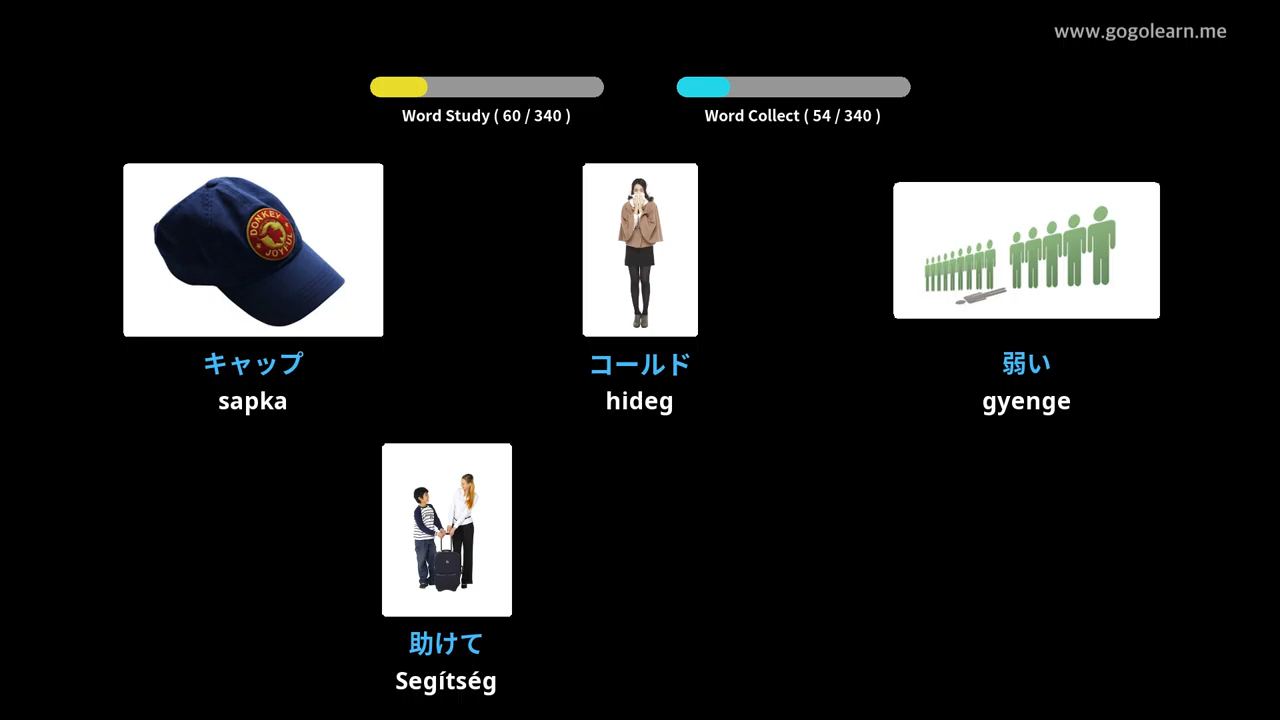 www.gogolearn.me
Word Study ( 60 / 340 )
Word Collect ( 54 / 340 )
DONKEY
JOYFUL
キャップ
sapka
コールド
hideg
弱い
gyenge
助けて
Segítség